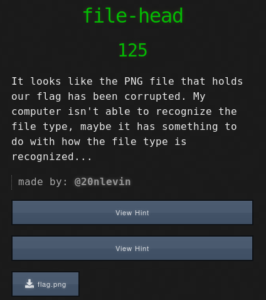 file-head
125
It looks like the PNG file that holds
our flag has been corrupted. My
computer isn't able to recognize the
file type, maybe it has something to
do with how the file type is
recognized...
made by: @20nlevin
View Hint
View Hint
flag.png